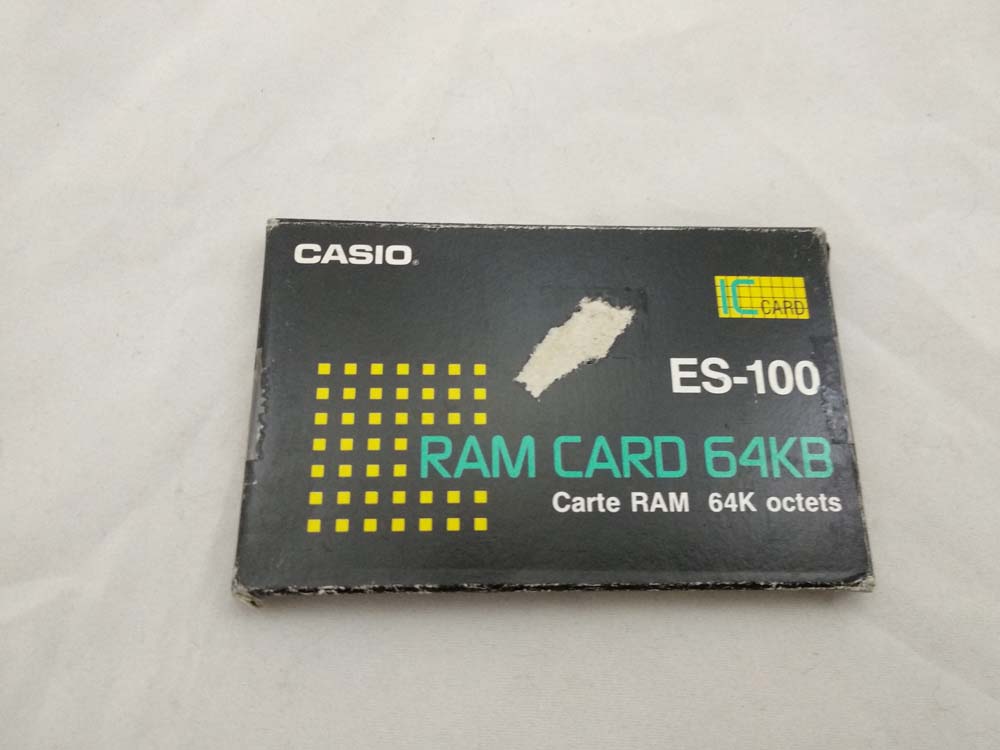 CASIO®
IC CARD
ES-100
RAM CARD 64KB
Carte RAM 64K octets